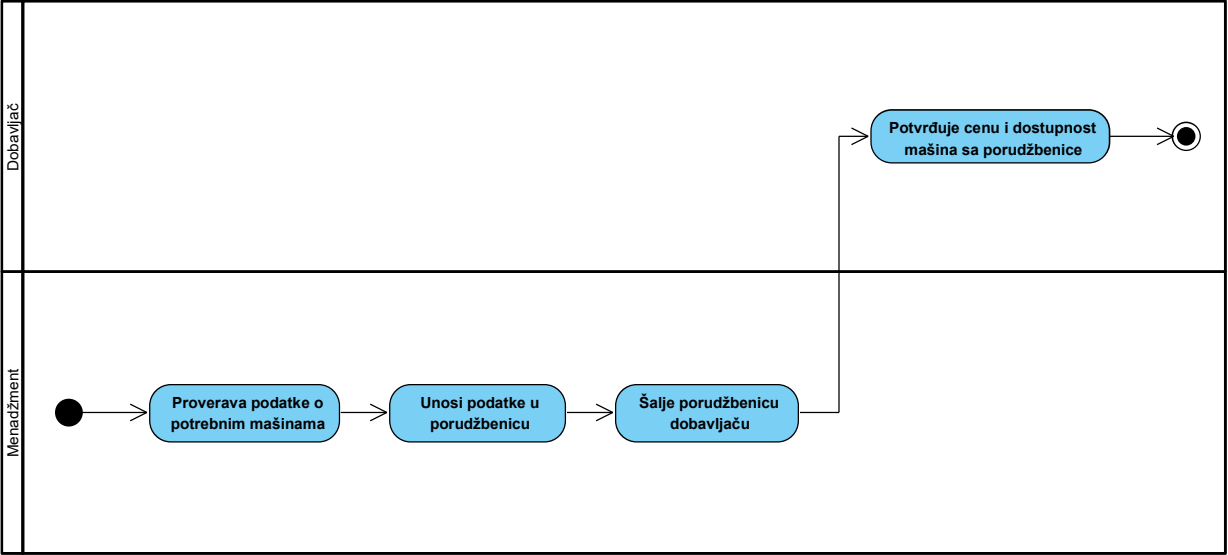 Dobavljač
Potvrđuje cenu i dostupnost
mašina sa porudžbenice
Menadžment
Proverava podatke o
potrebnim mašinama
Unosi podatke u
porudžbenicu
Šalje porudžbenicu
dobavljaču